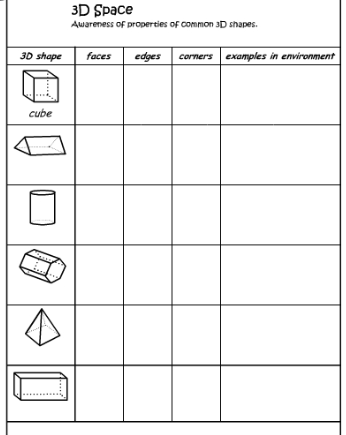 3D Space
Awareness of properties of common 3D shapes.
3D shape faces edges corners examples in environment
cube